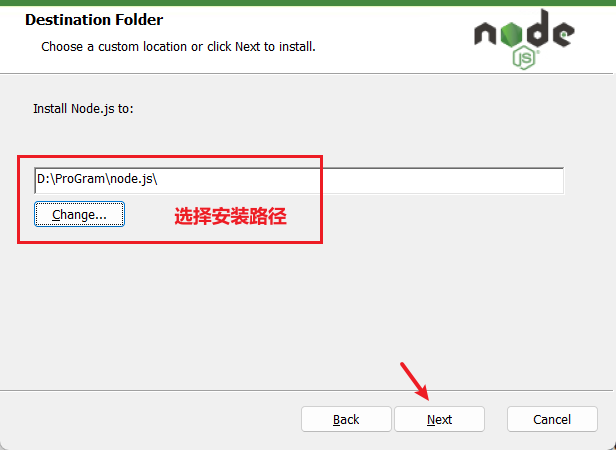 Destination Folder
Choose a custom location or click Next to install.
node
JS
Install Node.js to:
D:\ProGram\node.js\
Change...
选择安装路径
Back
Next
Cancel